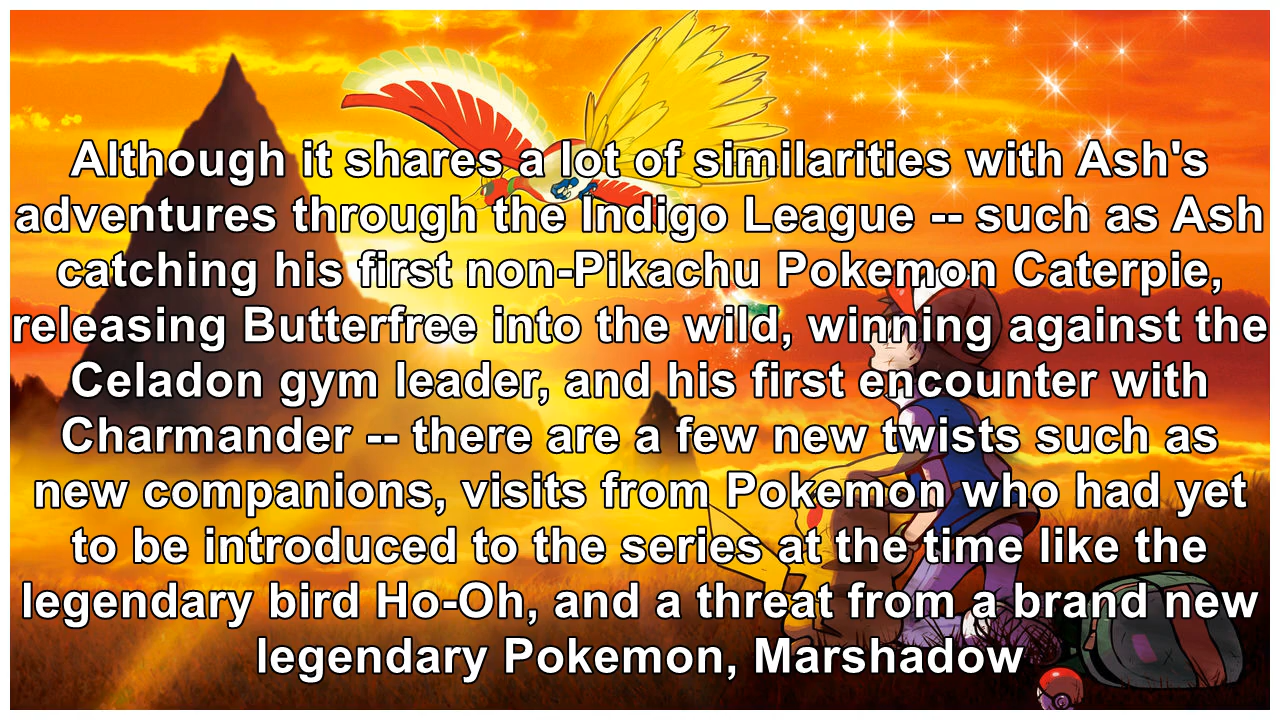 Although it shares a lot of similarities with Ash's
adventures through the Indigo League -- such as Ash
catching his first non-Pikachu Pokemon Caterpie,
releasing Butterfree into the wild, winning against the
Celadon gym leader, and his first encounter with
Charmander -- there are a few new twists such as
new companions, visits from Pokemon who had yet
to be introduced to the series at the time like the
legendary bird Ho-Oh, and a threat from a brand new
legendary Pokemon, Marshadow